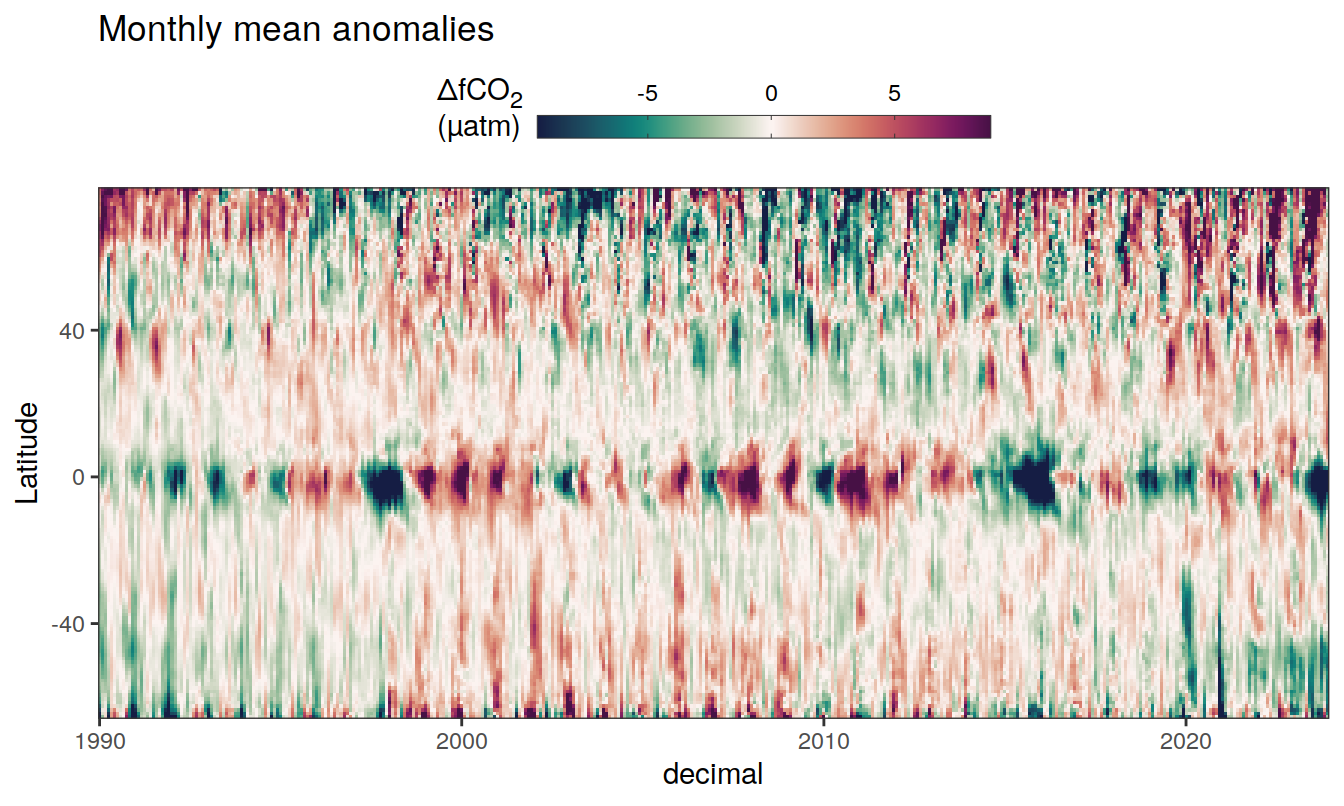 Monthly mean anomalies
ΔfCO₂
(μatm)
-5 0 5
Latitude
40
0
-40
1990 2000 2010 2020
decimal